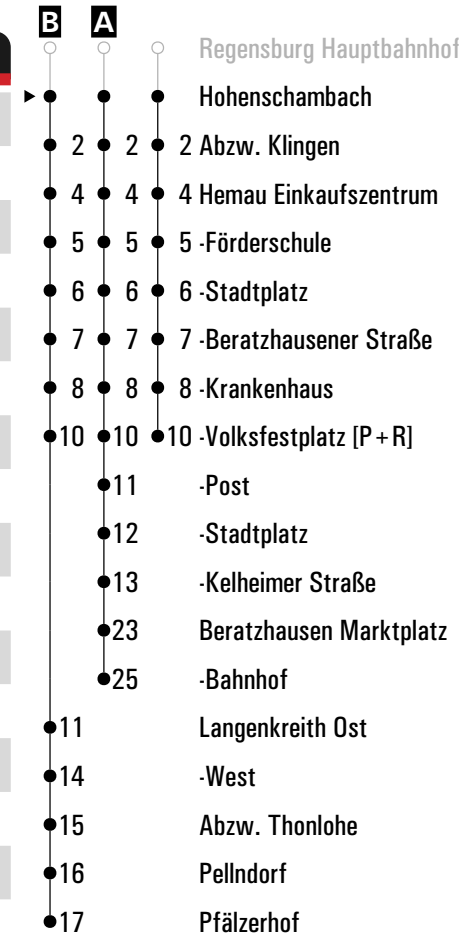 B A
Regensburg Hauptbahnhof
Hohenschambach
2 2 2 Abzw. Klingen
4 4 4 Hemau Einkaufszentrum
5 5 5 -Förderschule
6 6 6 -Stadtplatz
7 7 7 -Beratzhausener Straße
8 8 8 -Krankenhaus
10 10 10 -Volksfestplatz [P+R]
11 -Post
12 -Stadtplatz
13 -Kelheimer Straße
23 Beratzhausen Marktplatz
25 -Bahnhof
11 Langenkreith Ost
14 -West
15 Abzw. Thonlohe
16 Pellndorf
17 Pfälzerhof